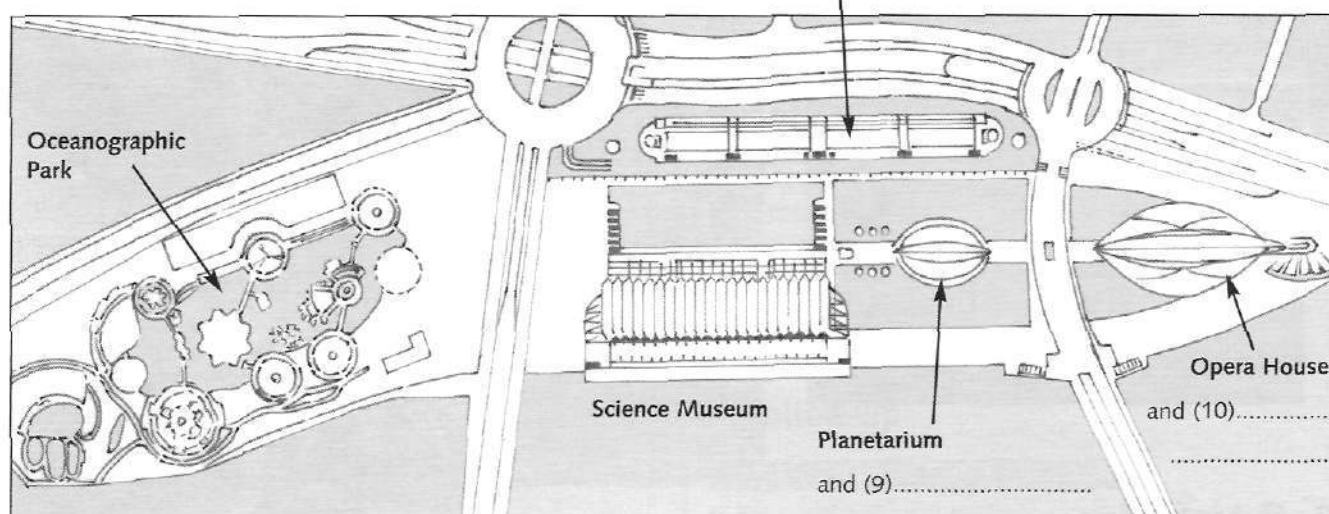 Oceanographic
Park
Science Museum
Planetarium
and (9)..............................
Opera House
and (10)..............
........................